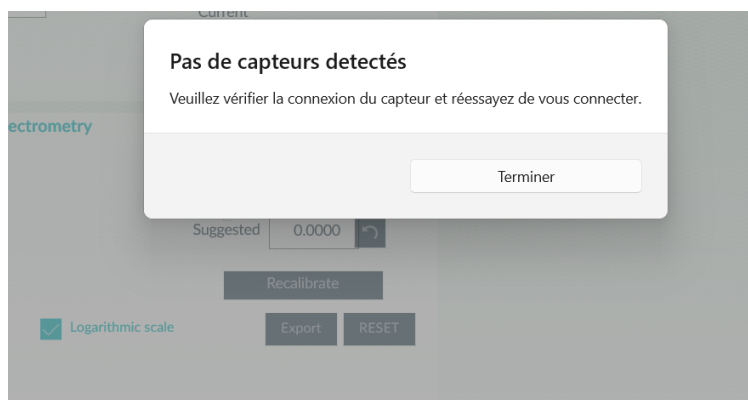 Current
Pas de capteurs detectés
Veuillez vérifier la connexion du capteur et réessayez de vous connecter.
ectrometry
Terminer
Suggested 0.0000
Recalibrate
Logarithmic scale Export RESET